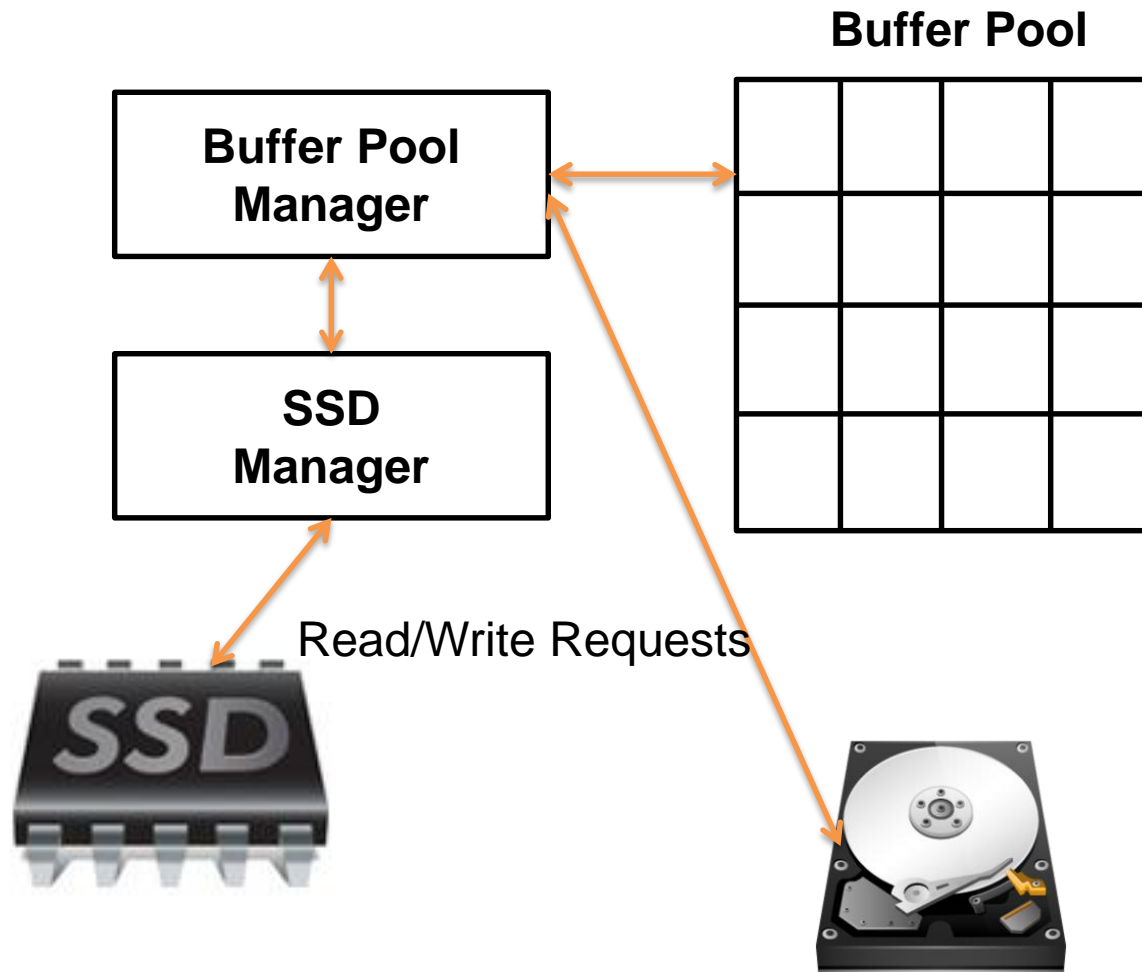 Buffer Pool
Buffer Pool
Manager
SSD
Manager
Read/Write Requests
SSD